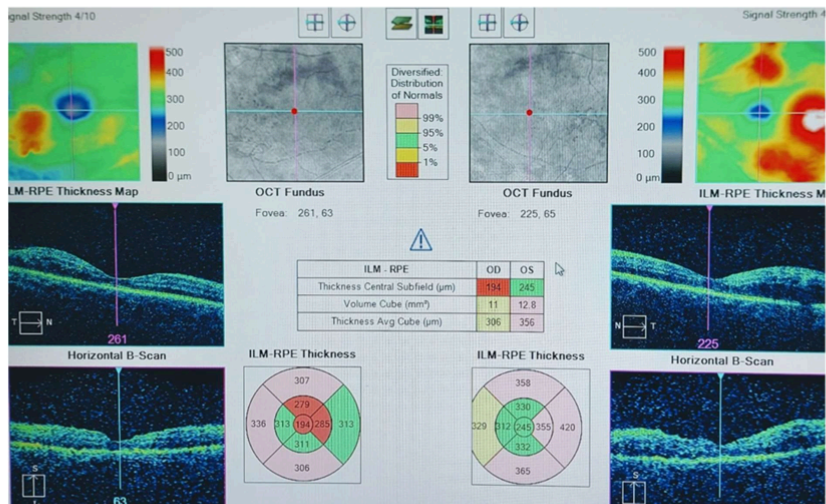 gnal Strength 4/10
Signal Strength 4
500
400
300
200
100
0 µm
LM-RPE Thickness Map
OCT Fundus
Fovea: 261, 63
Diversified:
Distribution
of Normals
99%
95%
5%
1%
OCT Fundus
Fovea: 225, 65
500
400
300
200
100
0 µm
ILM-RPE Thickness M
ILM - RPE OD OS
Thickness Central Subfield (µm) 194 245
Volume Cube (mm³) 11 12.8
Thickness Avg Cube (µm) 306 356
T N
261
Horizontal B-Scan
N T
225
Horizontal B-Scan
ILM-RPE Thickness
307
279
336 313 194 285 313
311
306
ILM-RPE Thickness
358
330
329 312 245 355 420
332
365
S
63
S